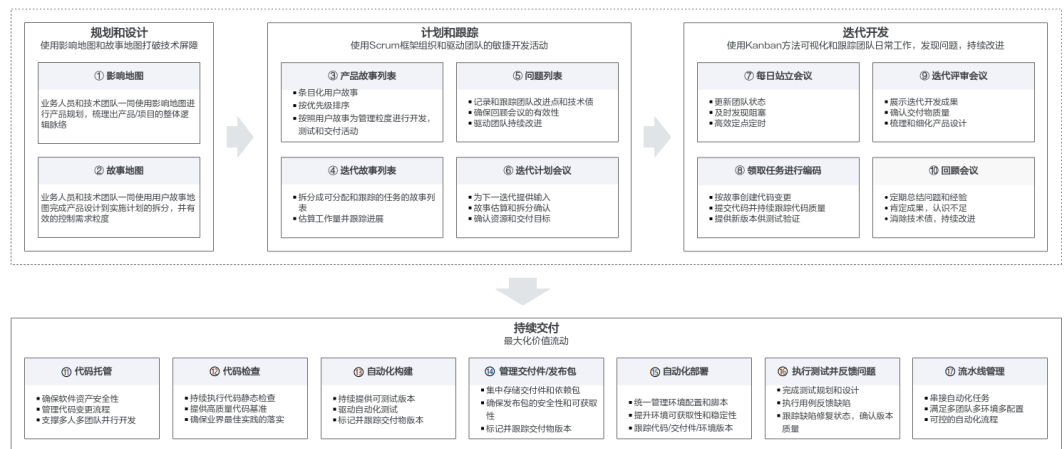 规划和设计
使用影响地图和故事地图打破技术屏障
① 影响地图
业务人员和技术团队一同使用影响地图进
行产品规划，梳理出产品/项目的整体逻
辑脉络
② 故事地图
业务人员和技术团队一同使用用户故事地
图完成产品设计到实施计划的拆分，并有
效的控制需求粒度
计划和跟踪
使用Scrum框架组织和驱动团队的敏捷开发活动
③ 产品故事列表
▪ 条目化用户故事
▪ 按优先级排序
▪ 按照用户故事为管理粒度进行开发，
测试和交付活动
④ 迭代故事列表
▪ 拆分成可分配和跟踪的任务的故事列
表
▪ 估算工作量并跟踪进展
⑤ 问题列表
▪ 记录和跟踪团队改进点和技术债
▪ 确保回顾会议的有效性
▪ 驱动团队持续改进
⑥ 迭代计划会议
▪ 为下一迭代提供输入
▪ 故事估算和拆分确认
▪ 确认资源和交付目标
迭代开发
使用Kanban方法可视化和跟踪团队日常工作，发现问题，持续改进
⑦ 每日站立会议
▪ 更新团队状态
▪ 及时发现阻塞
▪ 高效定点定时
⑧ 领取任务进行编码
▪ 按故事创建代码变更
▪ 提交代码并持续跟踪代码质量
▪ 提供新版本供测试验证
⑨ 迭代评审会议
▪ 展示迭代开发成果
▪ 确认交付物质量
▪ 梳理和细化产品设计
⑩ 回顾会议
▪ 定期总结问题和经验
▪ 肯定成果，认识不足
▪ 消除技术债，持续改进
持续交付
最大化价值流动
⑪ 代码托管
▪ 确保软件资产安全性
▪ 管理代码变更流程
▪ 支撑多人多团队并行开发
⑫ 代码检查
▪ 持续执行代码静态检查
▪ 提供高质量代码基准
▪ 确保业界最佳实践的落实
⑬ 自动化构建
▪ 持续提供可测试版本
▪ 驱动自动化测试
▪ 标记并跟踪交付物版本
⑭ 管理交付件/发布包
▪ 集中存储交付件和依赖包
▪ 确保发布包的安全性和可获取
性
▪ 标记并跟踪交付物版本
⑮ 自动化部署
▪ 统一管理环境配置和脚本
▪ 提升环境可获取性和稳定性
▪ 跟踪代码/交付件/环境版本
⑯ 执行测试并反馈问题
▪ 完成测试规划和设计
▪ 执行用例反馈缺陷
▪ 跟踪缺陷修复状态，确认版本
质量
⑰ 流水线管理
▪ 串接自动化任务
▪ 满足多团队多环境多配置
▪ 可控的自动化流程